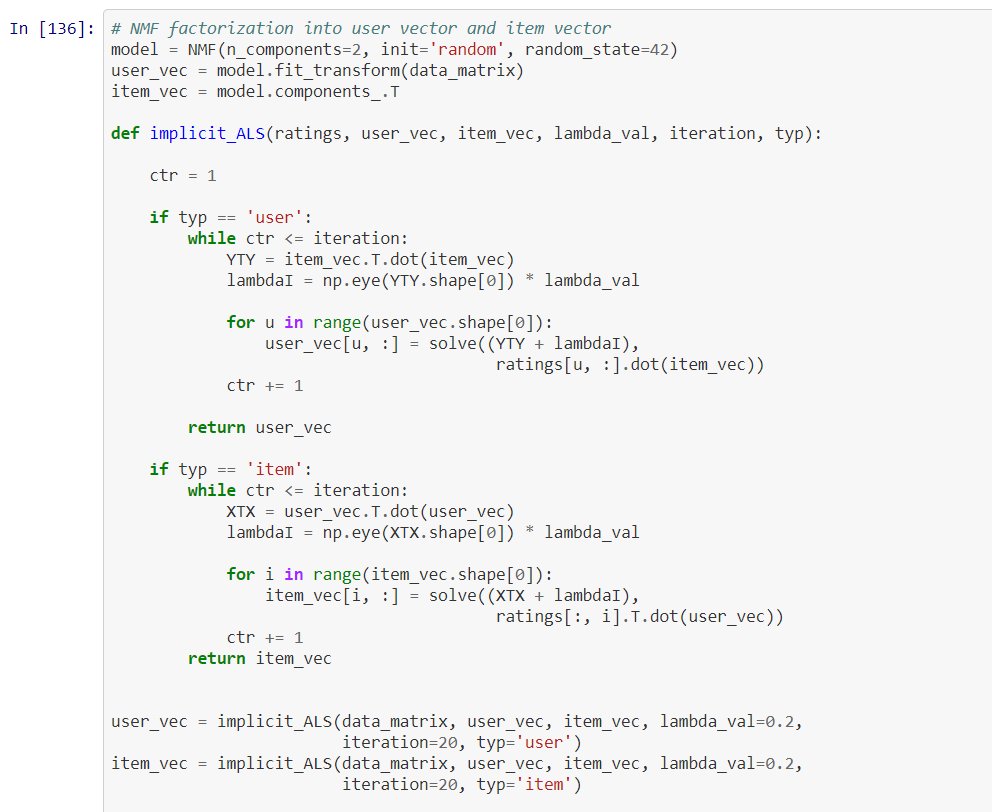 In [136]: # NMF factorization into user vector and item vector
model = NMF(n_components=2, init='random', random_state=42)
user_vec = model.fit_transform(data_matrix)
item_vec = model.components_.T
def implicit_ALS(ratings, user_vec, item_vec, lambda_val, iteration, typ):
    ctr = 1
    if typ == 'user':
        while ctr <= iteration:
            YTY = item_vec.T.dot(item_vec)
            lambdaI = np.eye(YTY.shape[0]) * lambda_val
            for u in range(user_vec.shape[0]):
                user_vec[u, :] = solve((YTY + lambdaI),
                                        ratings[u, :].dot(item_vec))
            ctr += 1
        return user_vec
    if typ == 'item':
        while ctr <= iteration:
            XTX = user_vec.T.dot(user_vec)
            lambdaI = np.eye(XTX.shape[0]) * lambda_val
            for i in range(item_vec.shape[0]):
                item_vec[i, :] = solve((XTX + lambdaI),
                                        ratings[:, i].T.dot(user_vec))
            ctr += 1
        return item_vec
user_vec = implicit_ALS(data_matrix, user_vec, item_vec, lambda_val=0.2,
                        iteration=20, typ='user')
item_vec = implicit_ALS(data_matrix, user_vec, item_vec, lambda_val=0.2,
                        iteration=20, typ='item')